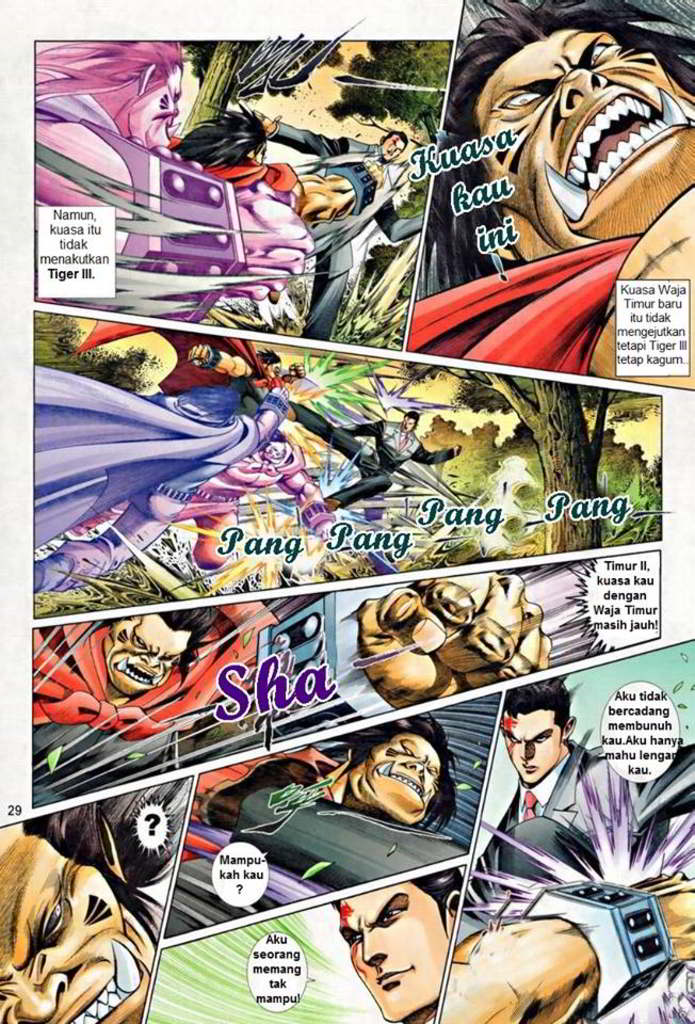 Namun,
kuasa itu
tidak
menakutkan
Tiger III.
Kuasa
kau
ini
Kuasa Waja
Timur baru
itu tidak
mengejutkan
tetapi Tiger III
tetap kagum..
Pang
Pang
Pang
Pang
Timur II,
kuasa kau
dengan
Waja Timur
masih jauh!
Sha
Aku tidak
bercadang
membunuh
kau.Aku hanya
mahu lengan
kau.
29
?
Mampu-
kah kau
?
Aku
seorang
memang
tak
mampu!